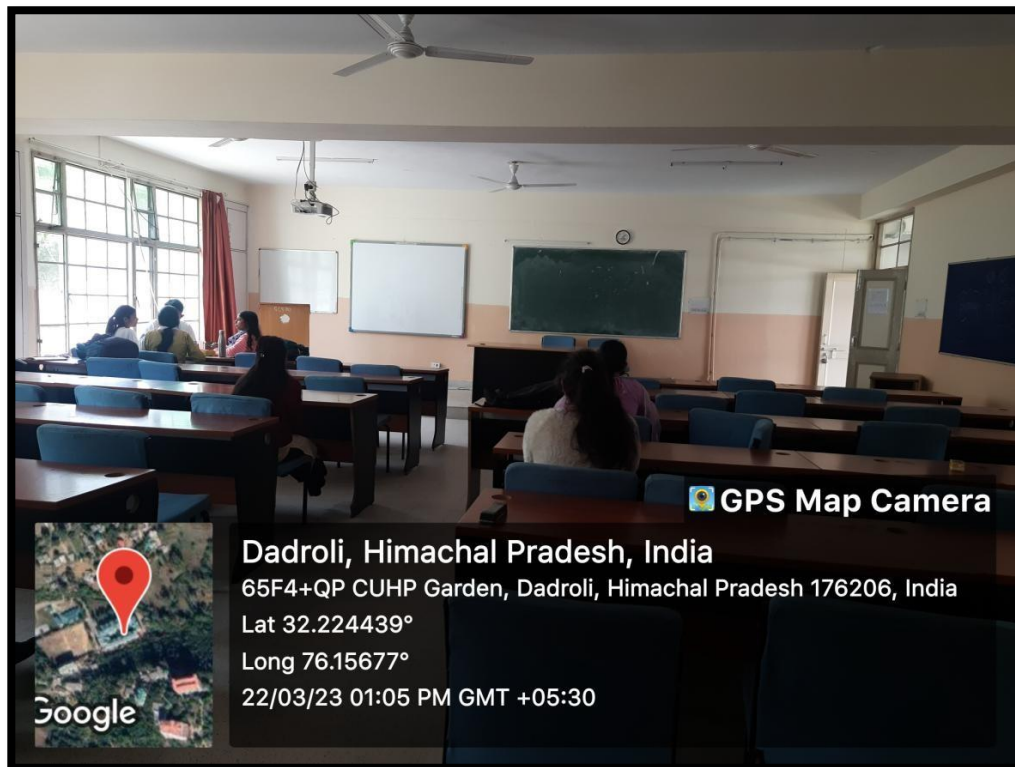 GPS Map Camera
Dadroli, Himachal Pradesh, India
65F4+QP CUHP Garden, Dadroli, Himachal Pradesh 176206, India
Lat 32.224439°
Long 76.15677°
22/03/23 01:05 PM GMT +05:30
Google